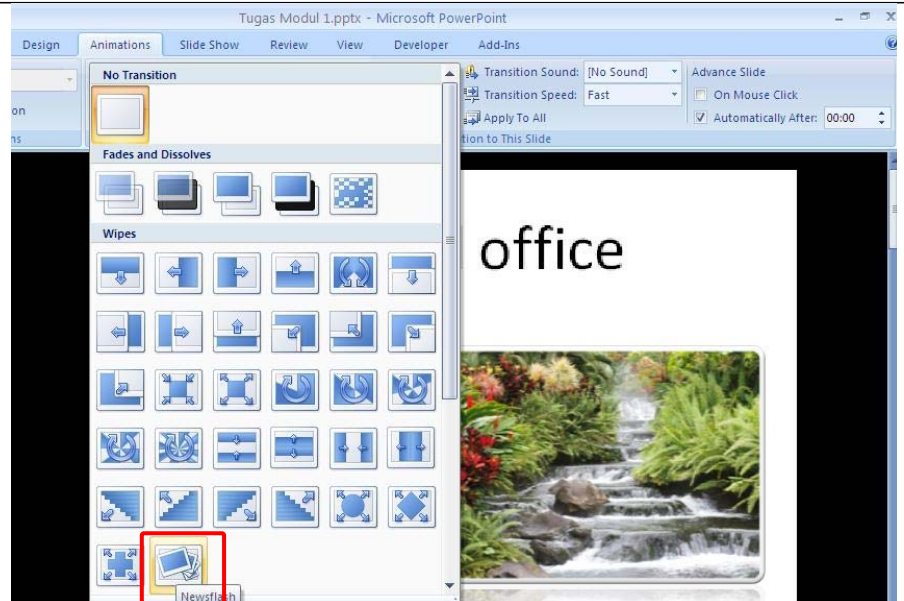 Tugas Modul 1.pptx - Microsoft PowerPoint
Design Animations Slide Show Review View Developer Add-Ins
No Transition
Transition Sound: [No Sound]
Advance Slide
Transition Speed: Fast
On Mouse Click
on
Apply To All
Automatically After: 00:00
ns
tion to This Slide
Fades and Dissolves
Wipes
office
Newsflash